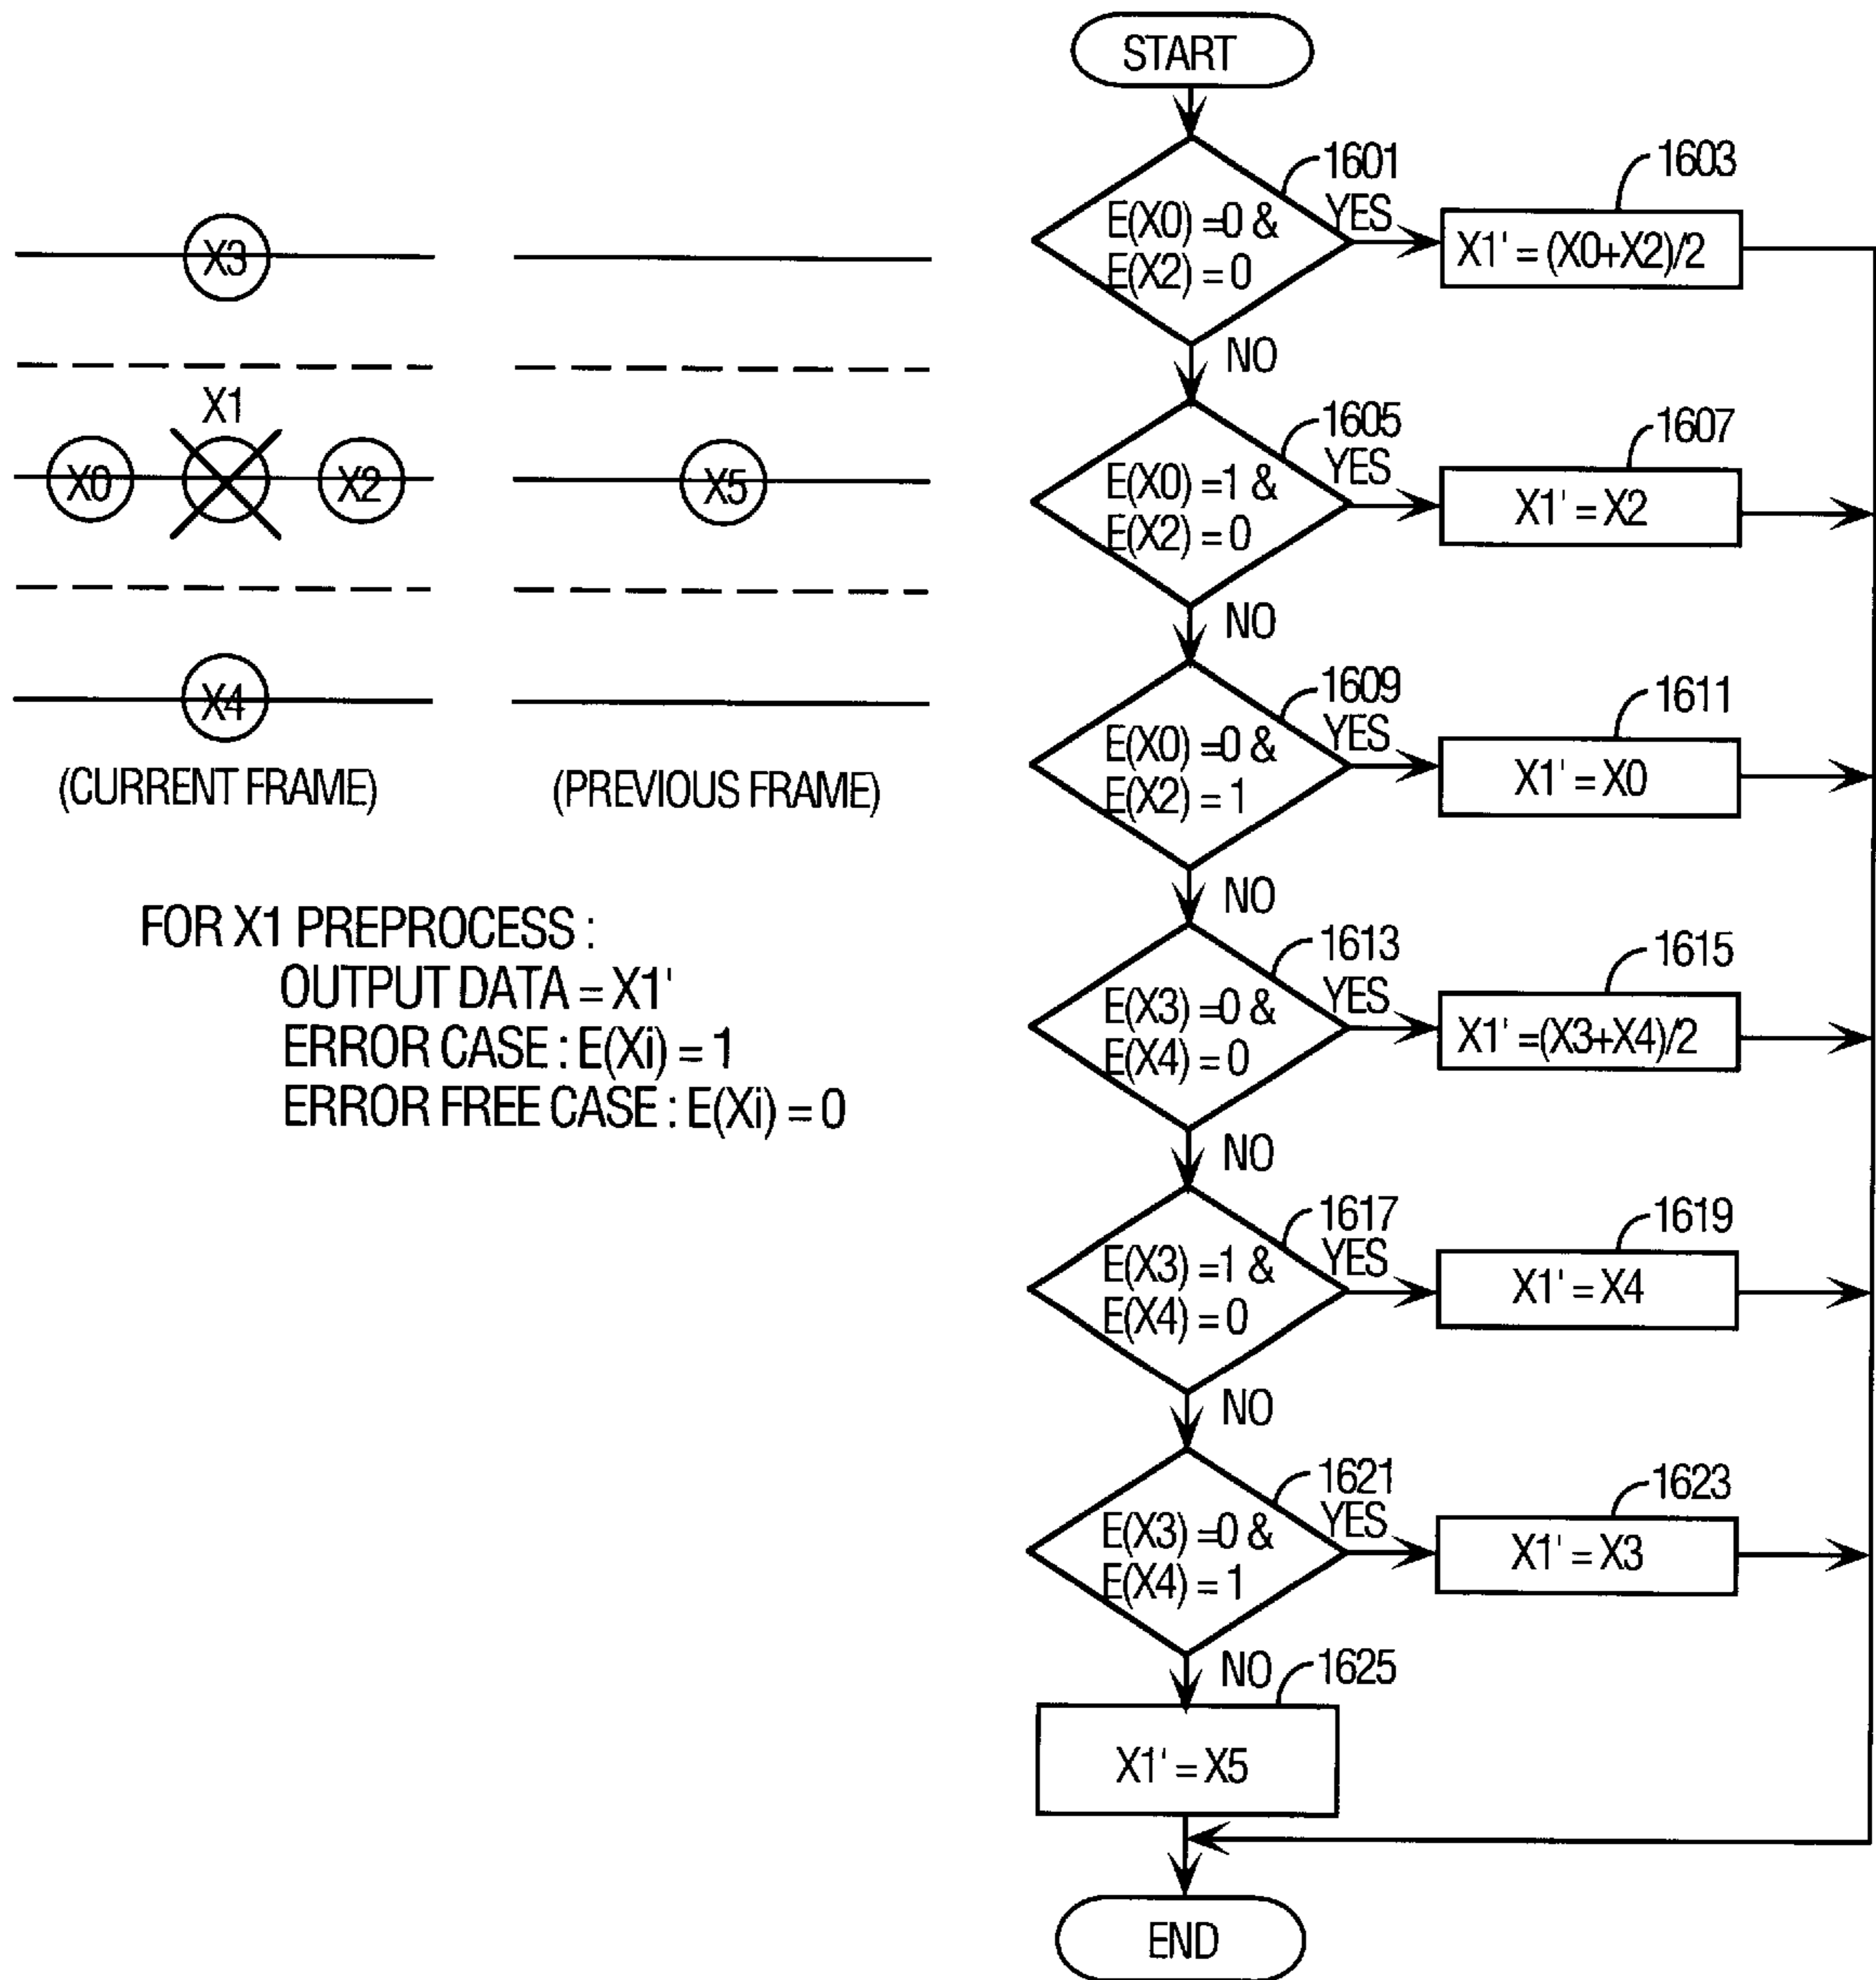 X3
X1
X0
X2
X5
X4
(CURRENT FRAME)
(PREVIOUS FRAME)
FOR X1 PREPROCESS :
OUTPUT DATA = X1'
ERROR CASE : E(Xi) = 1
ERROR FREE CASE : E(Xi) = 0
START
1601
E(X0) =0 &
E(X2) = 0
YES
1603
X1' = (X0+X2)/2
NO
1605
E(X0) =1 &
E(X2) = 0
YES
1607
X1' = X2
NO
1609
E(X0) =0 &
E(X2) = 1
YES
1611
X1' = X0
NO
1613
E(X3) =0 &
E(X4) = 0
YES
1615
X1' =(X3+X4)/2
NO
1617
E(X3) =1 &
E(X4) = 0
YES
1619
X1' = X4
NO
1621
E(X3) =0 &
E(X4) = 1
YES
1623
X1' = X3
NO
1625
X1' = X5
END